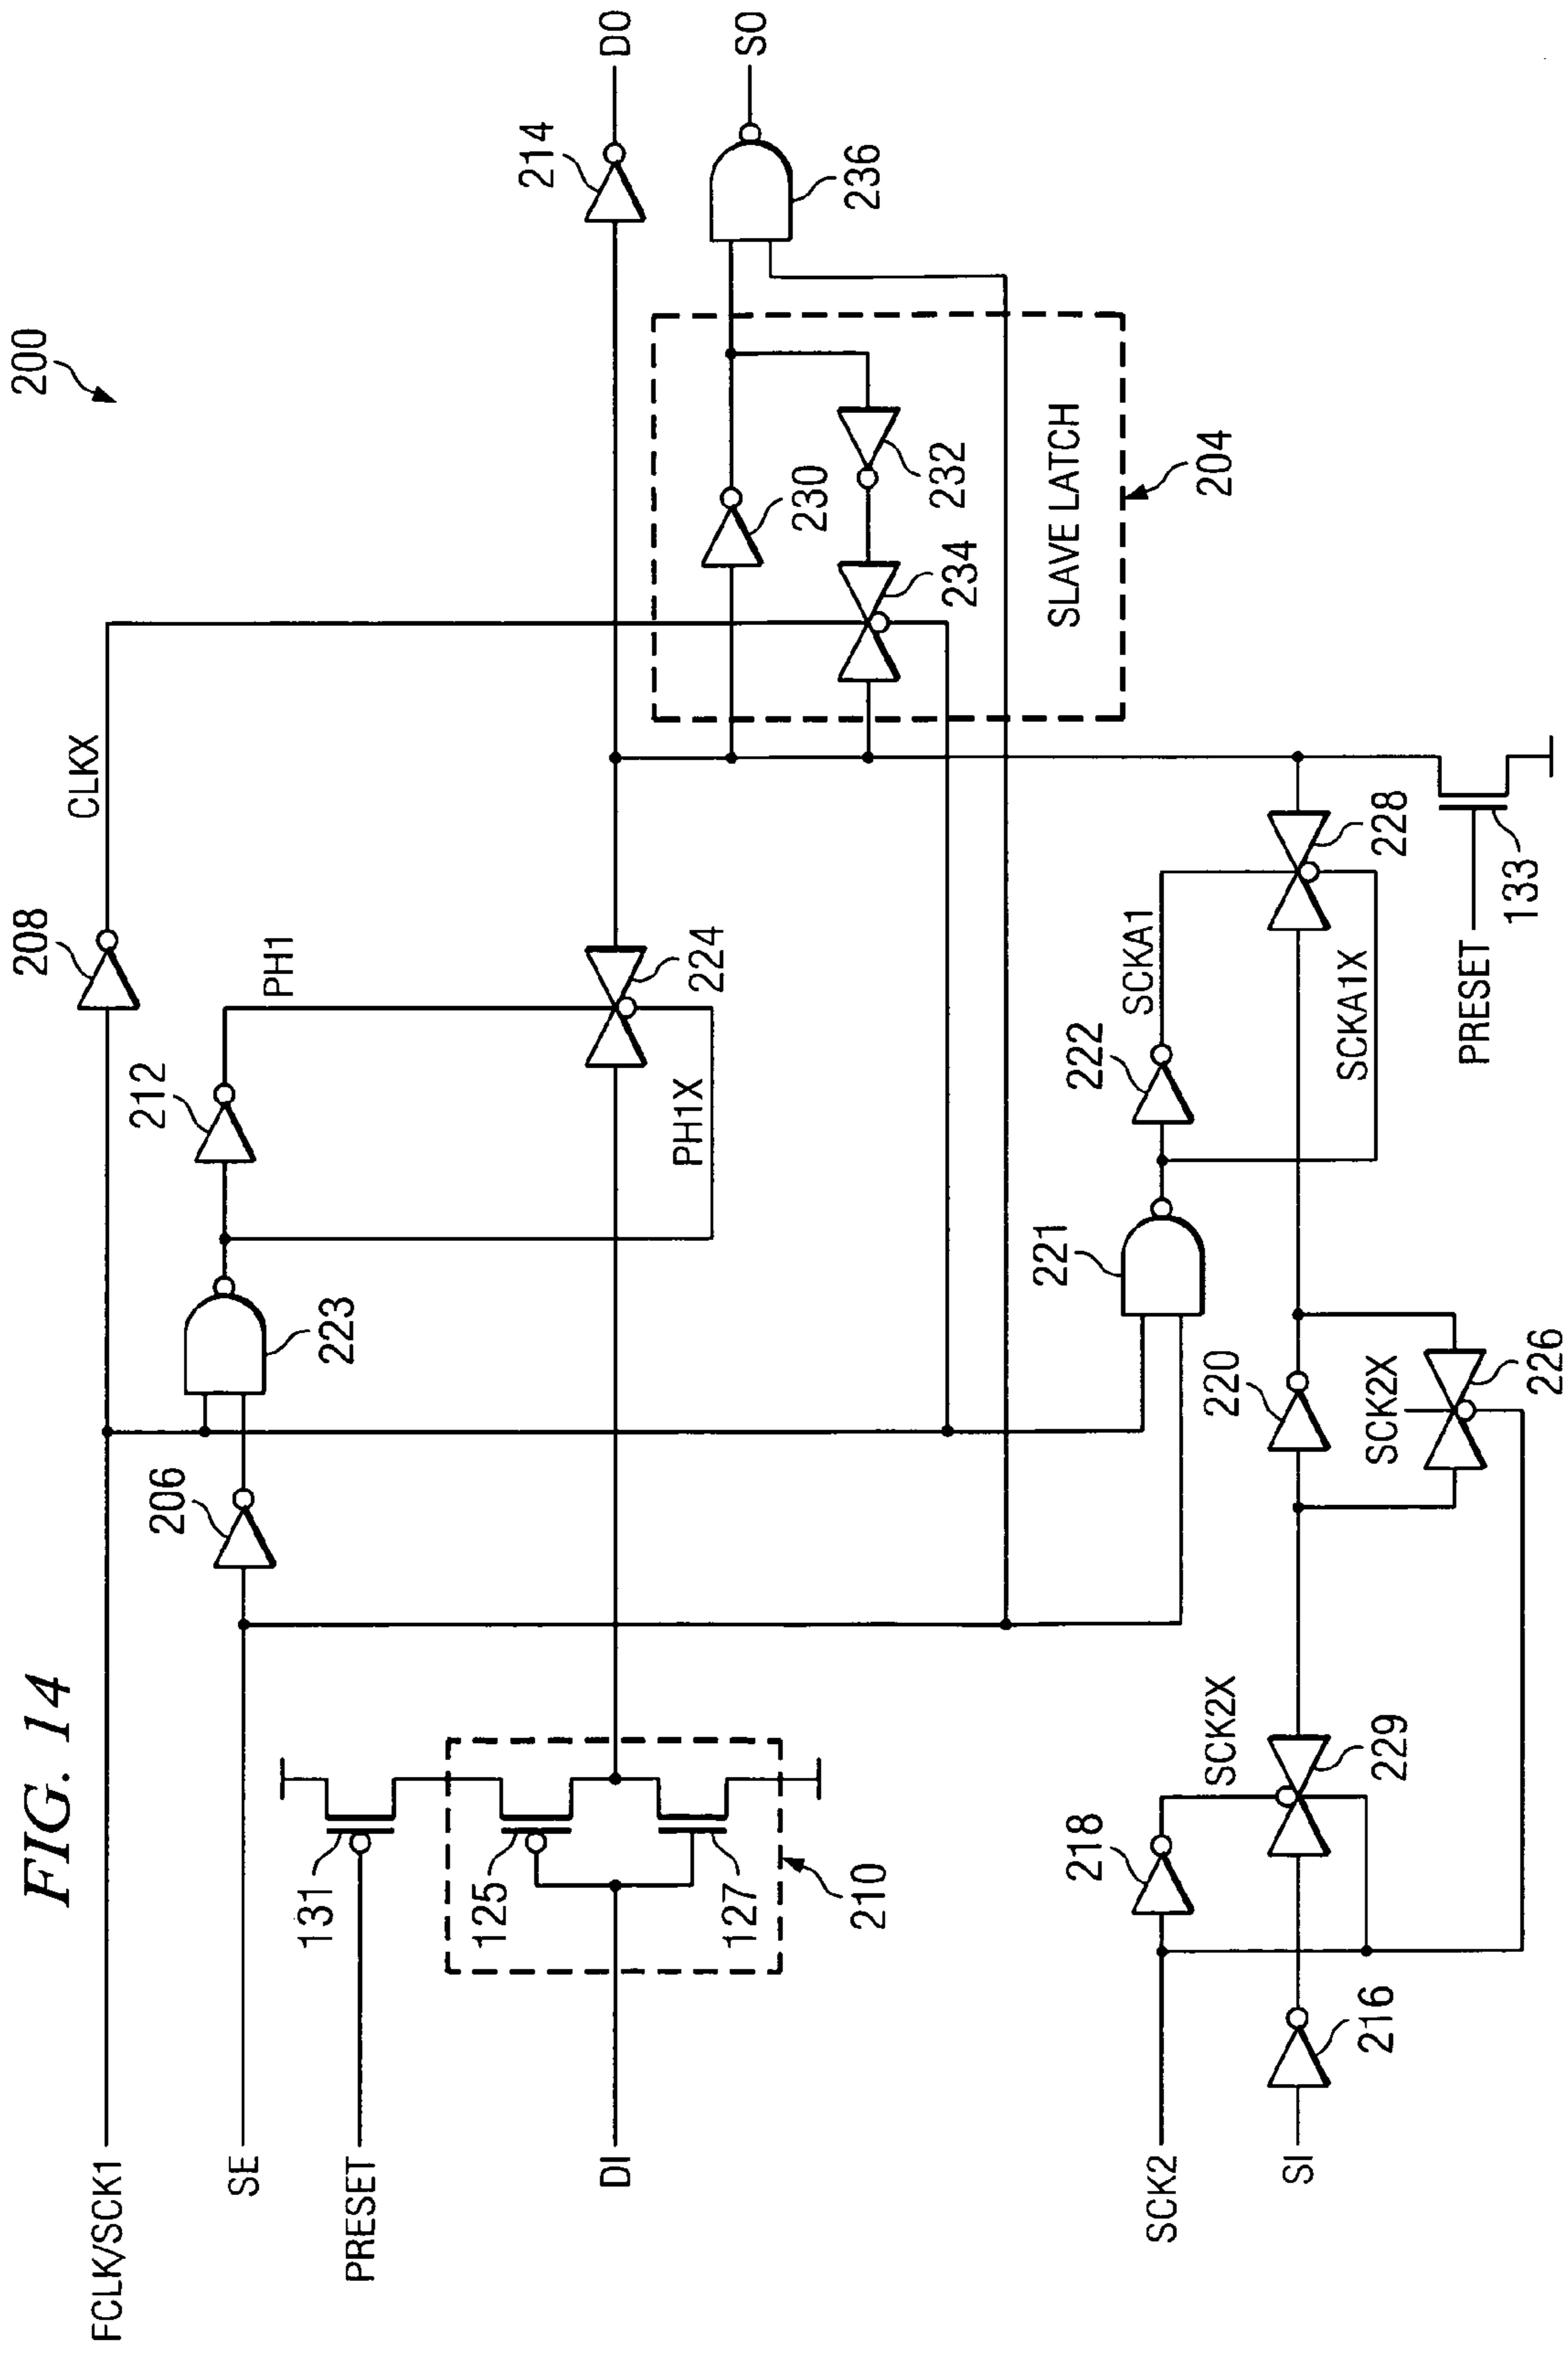 FIG. 14
200
FCLK/SCK1
208
CLKX
SE
206
223
212
PH1
PRESET
131
125
127
210
DI
PH1X
224
214
DO
230
232
234
SLAVE LATCH
204
236
SO
SCK2
218
SCK2X
229
SI
216
220
SCK2X
226
221
222
SCKA1
SCKA1X
228
PRESET
133